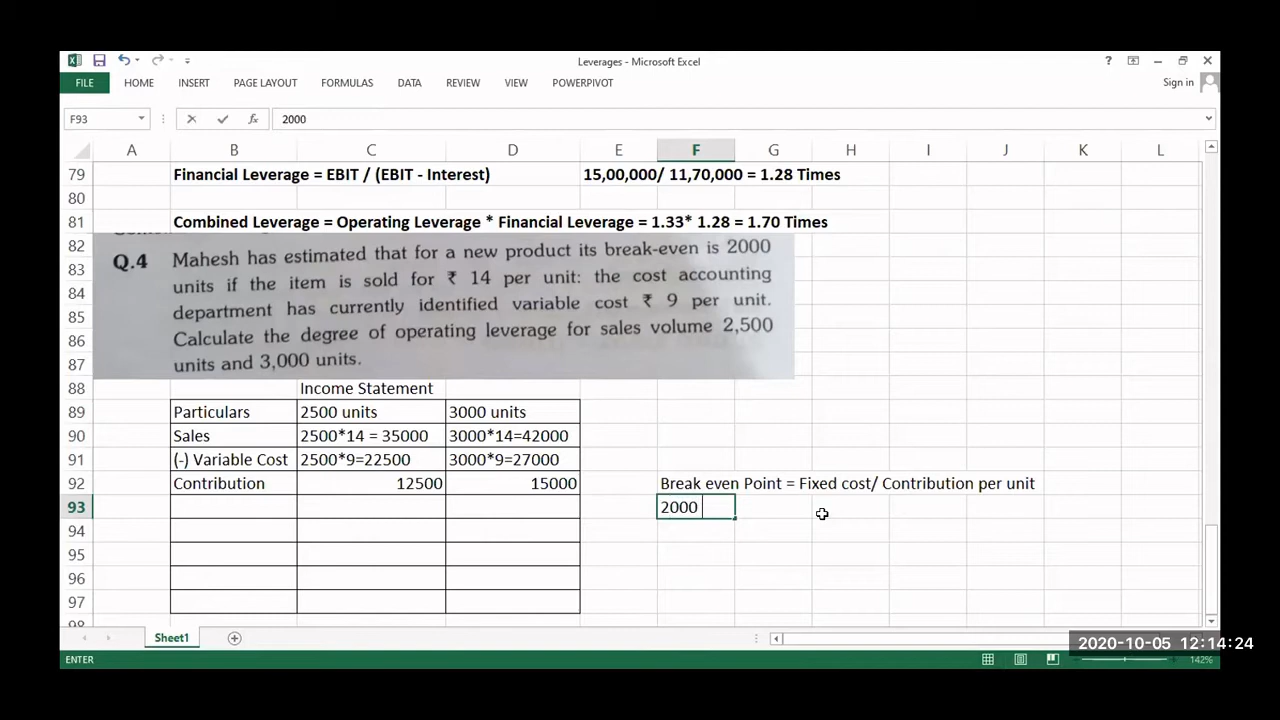 Leverages - Microsoft Excel
FILE HOME INSERT PAGE LAYOUT FORMULAS DATA REVIEW VIEW POWERPIVOT Sign in
F93 fx 2000
A B C D E F G H I J K L
79 Financial Leverage = EBIT / (EBIT - Interest) 15,00,000/ 11,70,000 = 1.28 Times
80
81 Combined Leverage = Operating Leverage * Financial Leverage = 1.33* 1.28 = 1.70 Times
82 Q.4 Mahesh has estimated that for a new product its break-even is 2000
83 units if the item is sold for ₹ 14 per unit: the cost accounting
84 department has currently identified variable cost ₹ 9 per unit.
85 Calculate the degree of operating leverage for sales volume 2,500
86 units and 3,000 units.
87
88 Income Statement
89 Particulars 2500 units 3000 units
90 Sales 2500*14 = 35000 3000*14=42000
91 (-) Variable Cost 2500*9=22500 3000*9=27000
92 Contribution 12500 15000 Break even Point = Fixed cost/ Contribution per unit
93 2000
94
95
96
97
98
Sheet1
2020-10-05 12:14:24
ENTER 142%